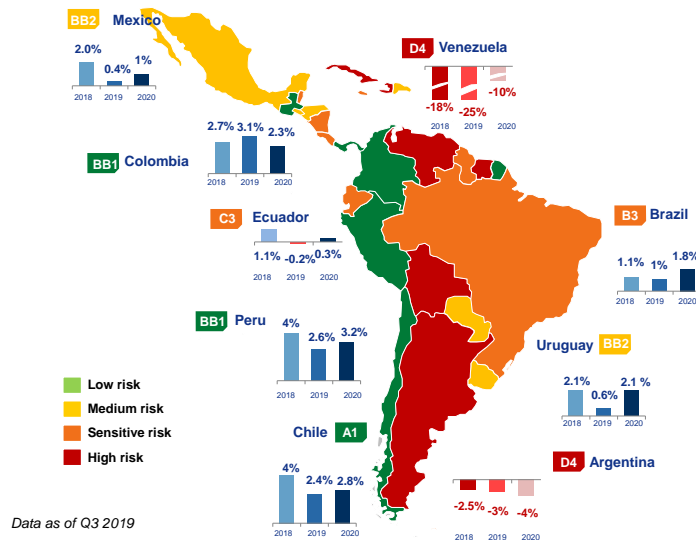 BB2 Mexico
2.0% 0.4% 1%
2018 2019 2020
D4 Venezuela
-18% -25% -10%
2018 2019 2020
BB1 Colombia
2.7% 3.1% 2.3%
2018 2019 2020
C3 Ecuador
1.1% -0.2% 0.3%
2018 2019 2020
B3 Brazil
1.1% 1% 1.8%
2018 2019 2020
BB1 Peru
4% 2.6% 3.2%
2018 2019 2020
Uruguay BB2
2.1% 0.6% 2.1 %
2018 2019 2020
Low risk
Medium risk
Sensitive risk
High risk
Chile A1
4% 2.4% 2.8%
2018 2019 2020
D4 Argentina
-2.5% -3% -4%
2018 2019 2020
Data as of Q3 2019